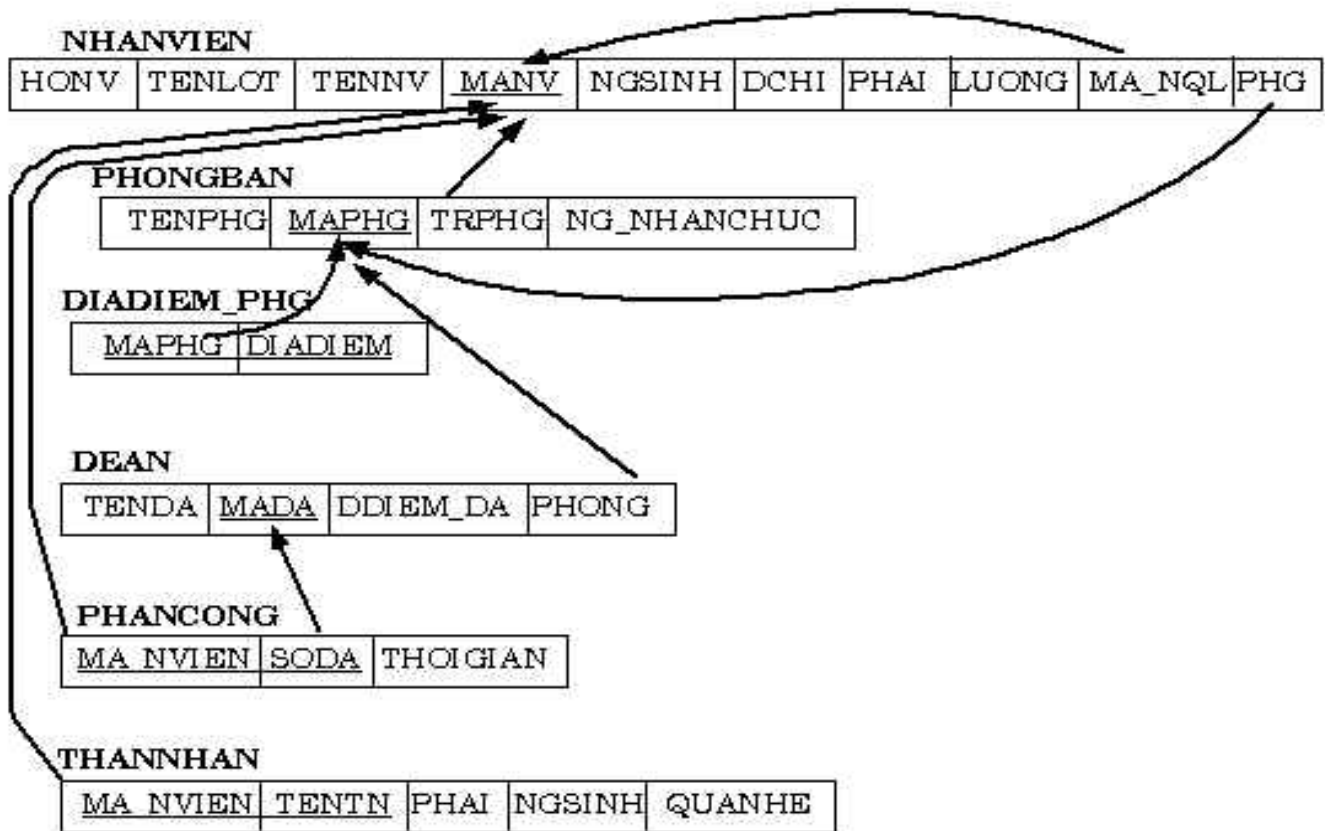 NHANVIEN
HONV TENLOT TENNV MANV NGSINH DCHI PHAI LUONG MA_NQL PHG
PHONGBAN
TENPHG MAPHG TRPHG NG_NHANCHUC
DIADIEM_PHG
MAPHG DIADIEM
DEAN
TENDA MADA DDIEM_DA PHONG
PHANCONG
MA_NVIEN SODA THOIGIAN
THANNHAN
MA_NVIEN TENTN PHAI NGSINH QUANHE